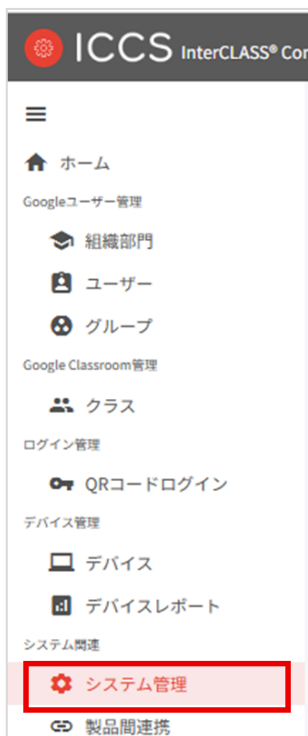 ICCS InterCLASS® Con
ホーム
Googleユーザー管理
組織部門
ユーザー
グループ
Google Classroom管理
クラス
ログイン管理
QRコードログイン
デバイス管理
デバイス
デバイスレポート
システム関連
システム管理
製品間連携